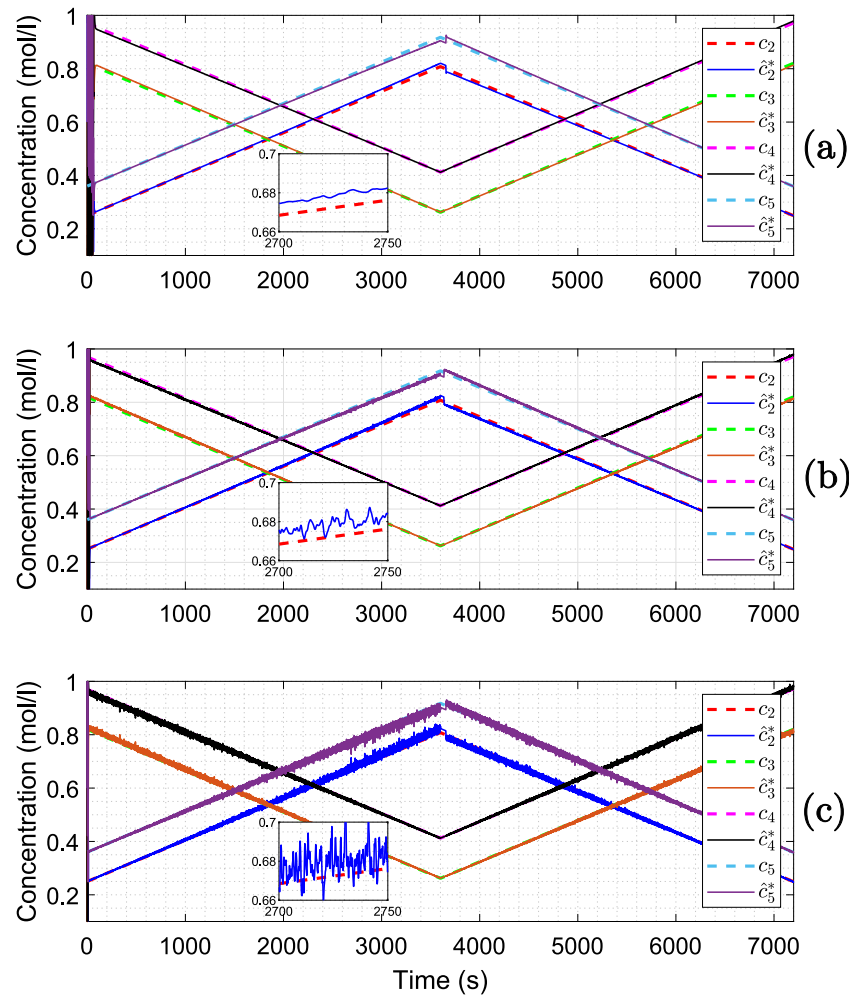 Concentration (mol/l)
1
0.8
0.6
0.4
0.2
0
1000
2000
3000
4000
5000
6000
7000
0.7
0.68
0.66
2700
2750
c₂
ĉ₂*
c₃
ĉ₃*
c₄
ĉ₄*
c₅
ĉ₅*
(a)
Concentration (mol/l)
1
0.8
0.6
0.4
0.2
0
1000
2000
3000
4000
5000
6000
7000
0.7
0.68
0.66
2700
2750
c₂
ĉ₂*
c₃
ĉ₃*
c₄
ĉ₄*
c₅
ĉ₅*
(b)
Concentration (mol/l)
1
0.8
0.6
0.4
0.2
0
1000
2000
3000
4000
5000
6000
7000
0.7
0.68
0.66
2700
2750
c₂
ĉ₂*
c₃
ĉ₃*
c₄
ĉ₄*
c₅
ĉ₅*
(c)
Time (s)